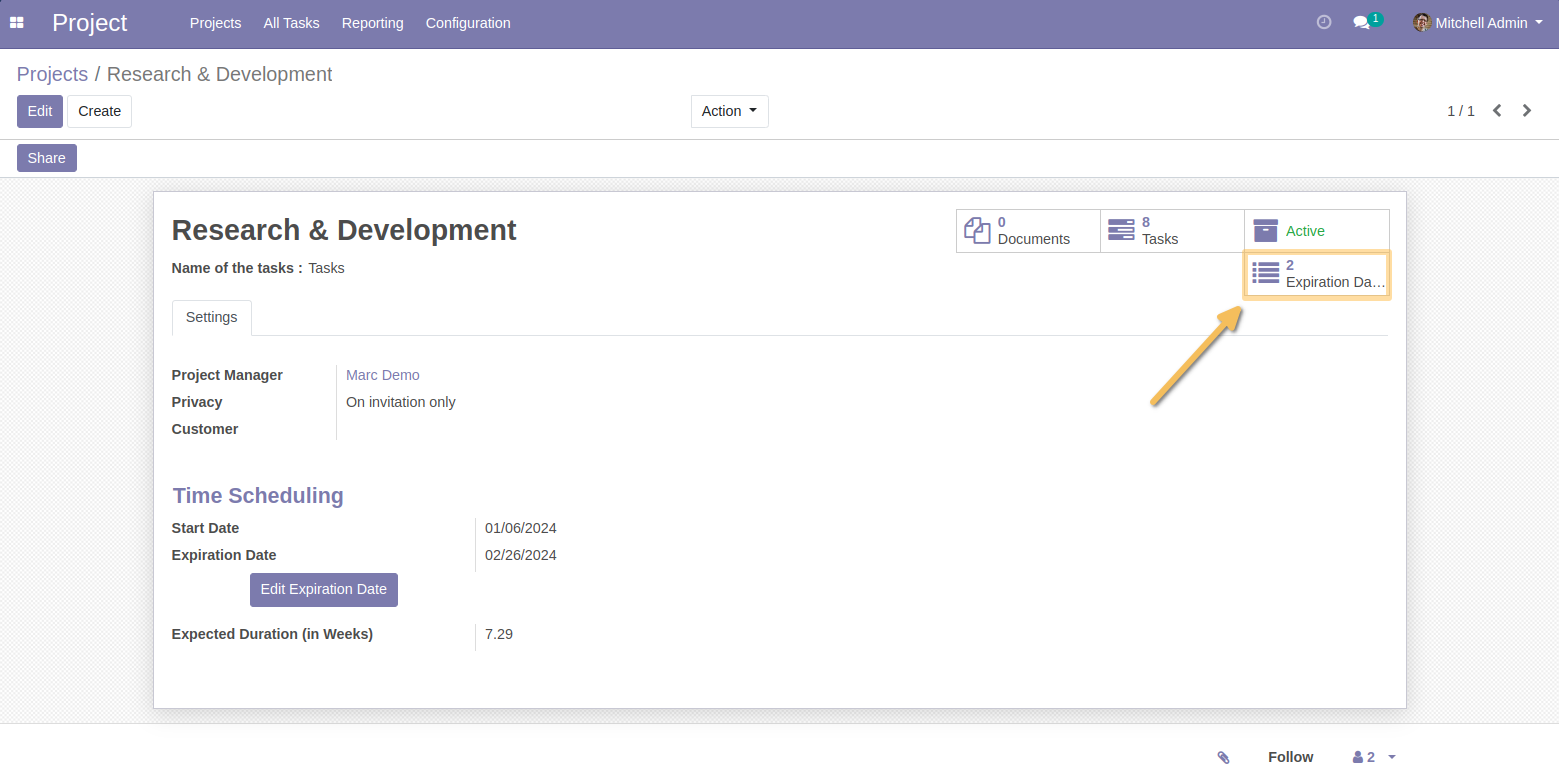 Project Projects All Tasks Reporting Configuration 1 Mitchell Admin
Projects / Research & Development
Edit Create Action 1 / 1
Share
Research & Development
0
Documents
8
Tasks
Active
2
Expiration Da...
Name of the tasks : Tasks
Settings
Project Manager Marc Demo
Privacy On invitation only
Customer
Time Scheduling
Start Date 01/06/2024
Expiration Date 02/26/2024
Edit Expiration Date
Expected Duration (in Weeks) 7.29
Follow 2